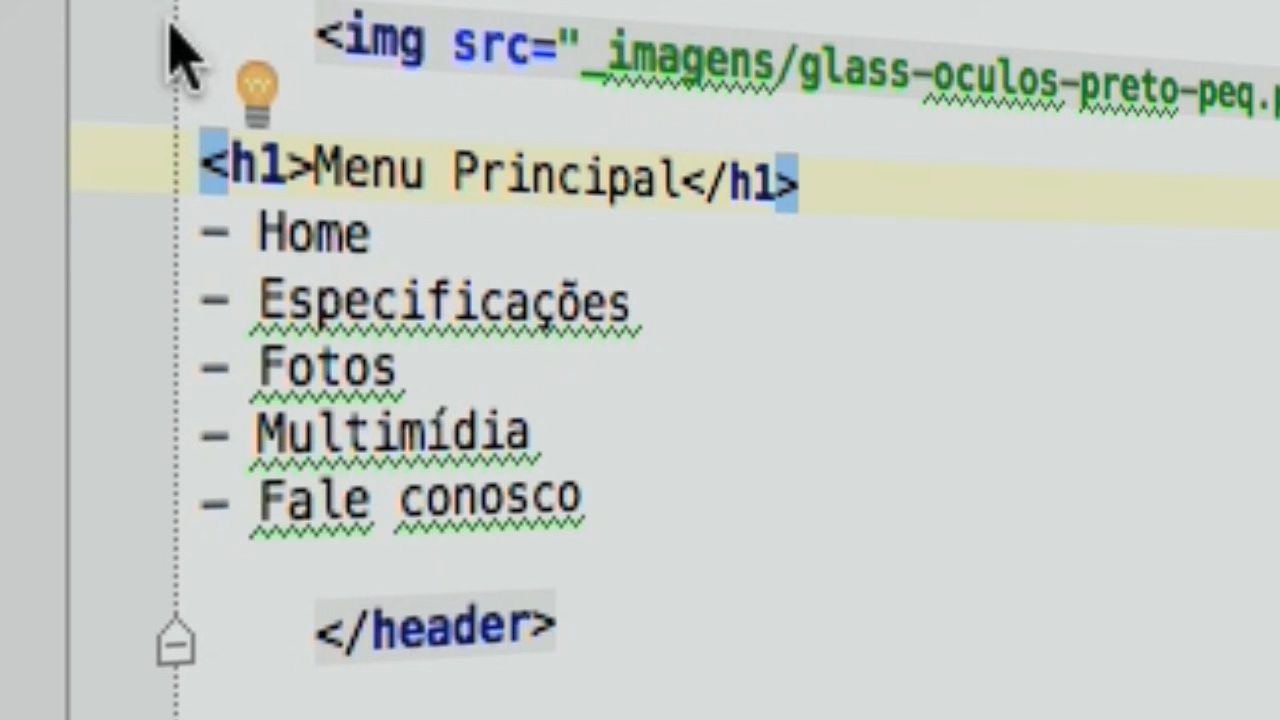 <img src="_imagens/glass-oculos-preto-peq.
<h1>Menu Principal</h1>
- Home
- Especificações
- Fotos
- Multimídia
- Fale conosco
</header>